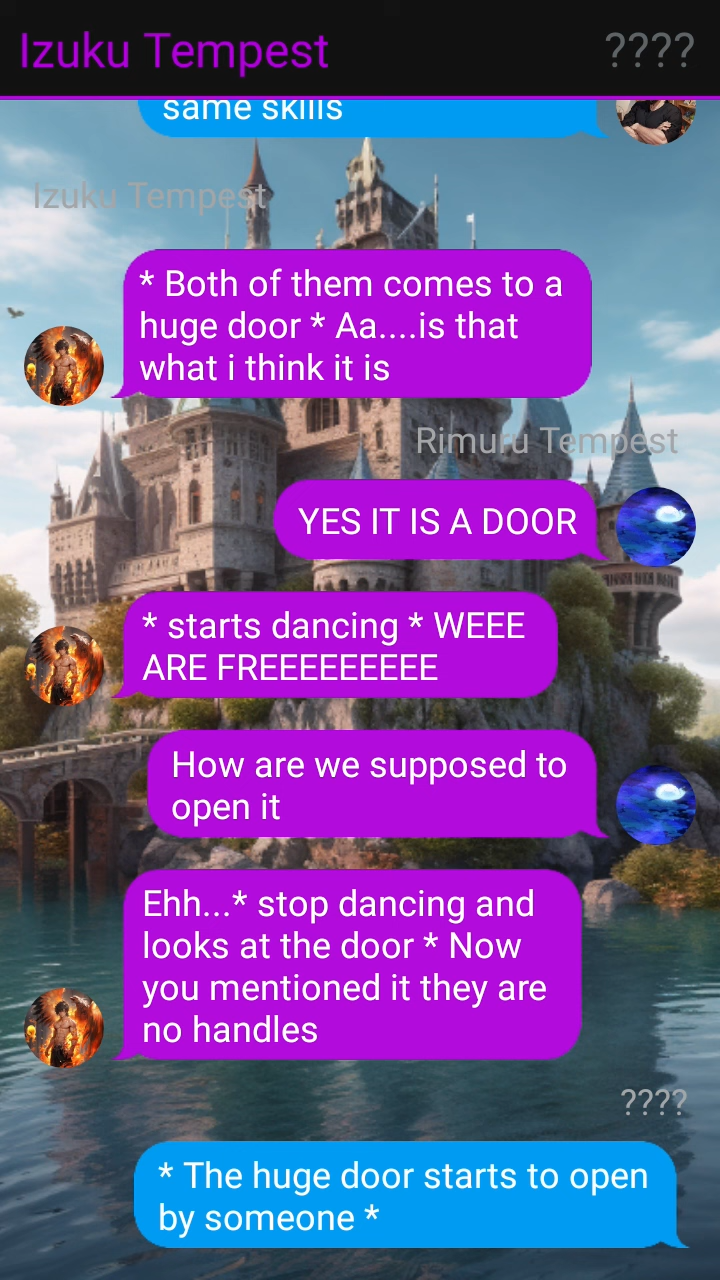 Izuku Tempest
????
same skills
Izuku Tempest
* Both of them comes to a
huge door * Aa....is that
what i think it is
Rimuru Tempest
YES IT IS A DOOR
* starts dancing * WEEE
ARE FREEEEEEEEE
How are we supposed to
open it
Ehh...* stop dancing and
looks at the door * Now
you mentioned it they are
no handles
????
* The huge door starts to open
by someone *